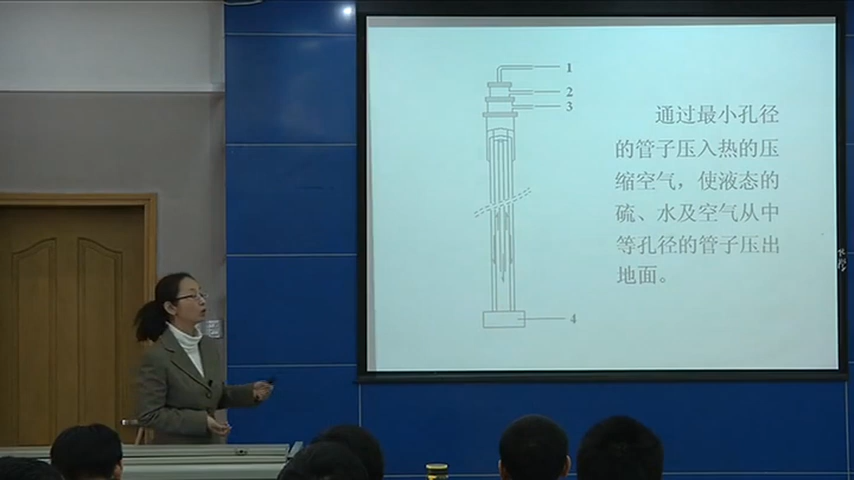 1
2
3
4
通过最小孔径
的管子压入热的压
缩空气，使液态的
硫、水及空气从中
等孔径的管子压出
地面。